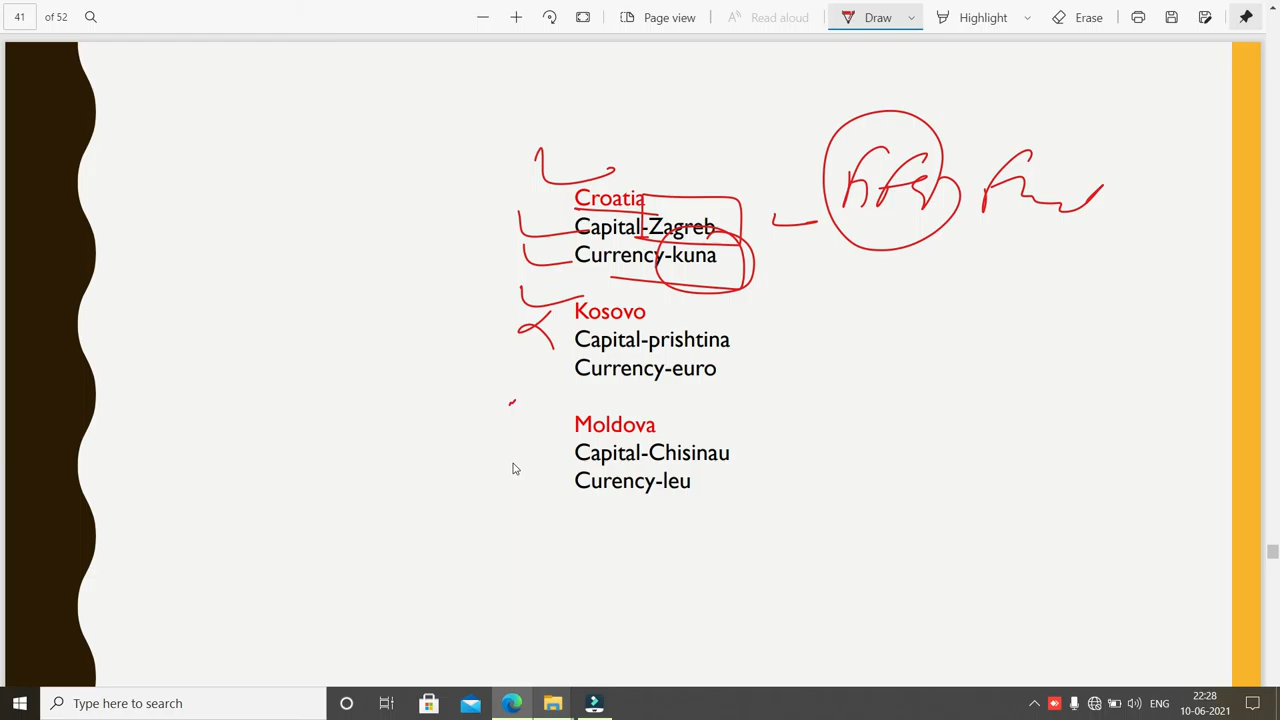 41 of 52
Page view
Read aloud
Draw
Highlight
Erase
Croatia
Capital-Zagreb
Currency-kuna
Kosovo
Capital-prishtina
Currency-euro
Moldova
Capital-Chisinau
Curency-leu
Type here to search
ENG
22:28
10-06-2021